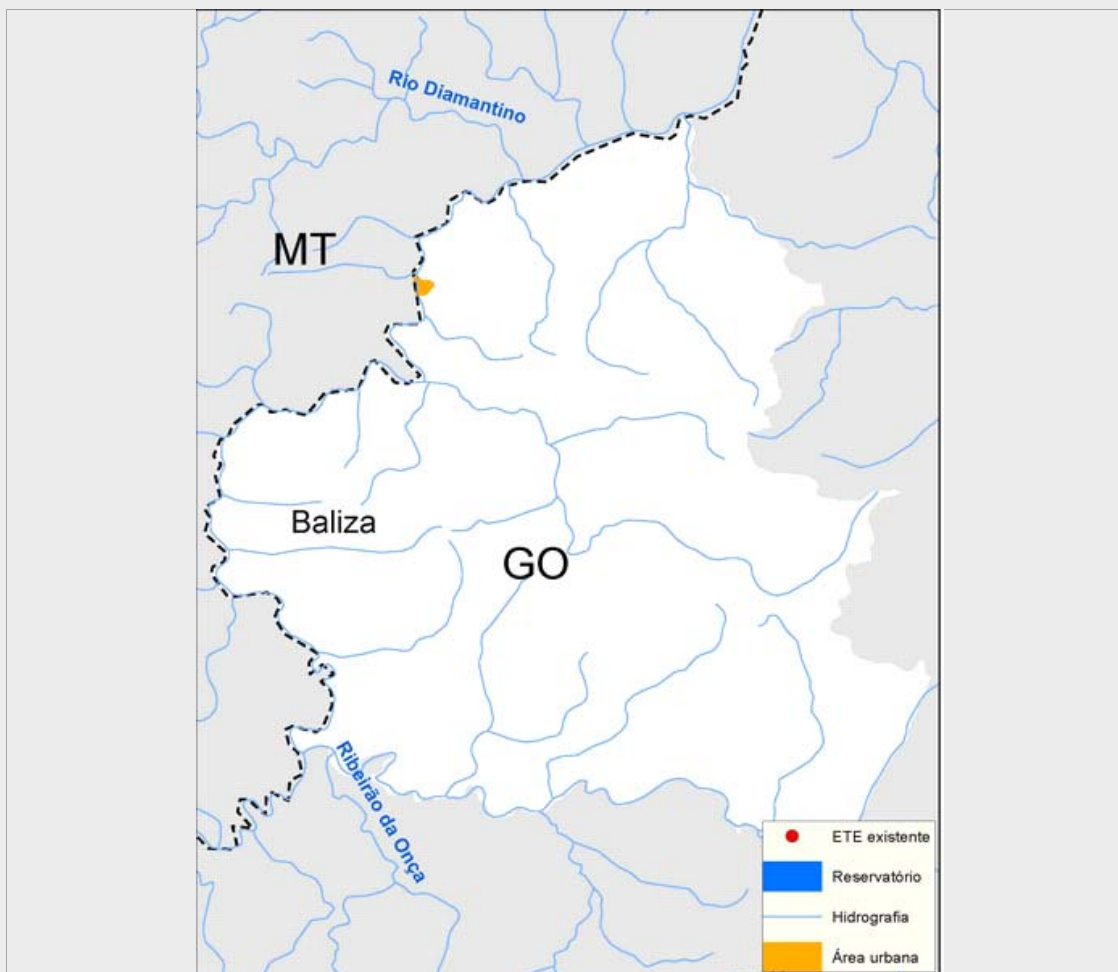 Rio Diamantino
MT
Baliza
GO
Ribeirão da Onça
ETE existente
Reservatório
Hidrografia
Área urbana